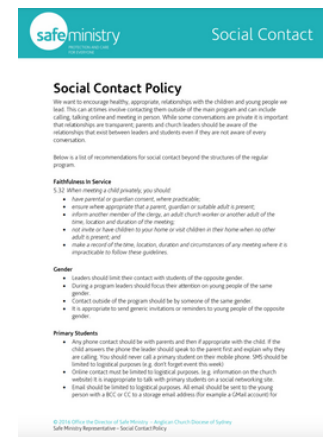 safeministry
PROTECTION AND CARE
FOR EVERYONE
Social Contact
Social Contact Policy
We want to encourage healthy, appropriate, relationships with the children and young people we
lead. This can at times involve contacting them outside of the main program and can include
calling, talking online and meeting in person. While some conversations are private it is important
that relationships are transparent; parents and church leaders should be aware of the
relationships that exist between leaders and students even if they are not aware of every
conversation.
Below is a list of recommendations for social contact beyond the structures of the regular
program.
Faithfulness in Service
5.32 When meeting a child privately, you should:
• have parental or guardian consent, where practicable;
• ensure where appropriate that a parent, guardian or suitable adult is present;
• inform another member of the clergy, an adult church worker or another adult of the
time, location and duration of the meeting;
• not invite or have children to your home or visit children in their home when no other
adult is present; and
• make a record of the time, location, duration and circumstances of any meeting where it is
impracticable to follow these guidelines.
Gender
• Leaders should limit their contact with students of the opposite gender.
• During a program leaders should focus their attention on young people of the same
gender.
• Contact outside of the program should be by someone of the same gender.
• It is appropriate to send generic invitations or reminders to young people of the opposite
gender.
Primary Students
• Any phone contact should be with parents and then if appropriate with the child. If the
child answers the phone the leader should speak to the parent first and explain why they
are calling. You should never call a primary student on their mobile phone. SMS should be
limited to logistical purposes (e.g. don't forget event this week)
• Online contact must be limited to logistical purposes. (e.g. information on the church
website) It is inappropriate to talk with primary students on a social networking site.
• Email should be limited to logistical purposes. All email should be sent to the young
person with a BCC or CC to a storage email address (for example a GMail account) for
© 2016 Office the Director of Safe Ministry – Anglican Church Diocese of Sydney
Safe Ministry Representative – Social Contact Policy